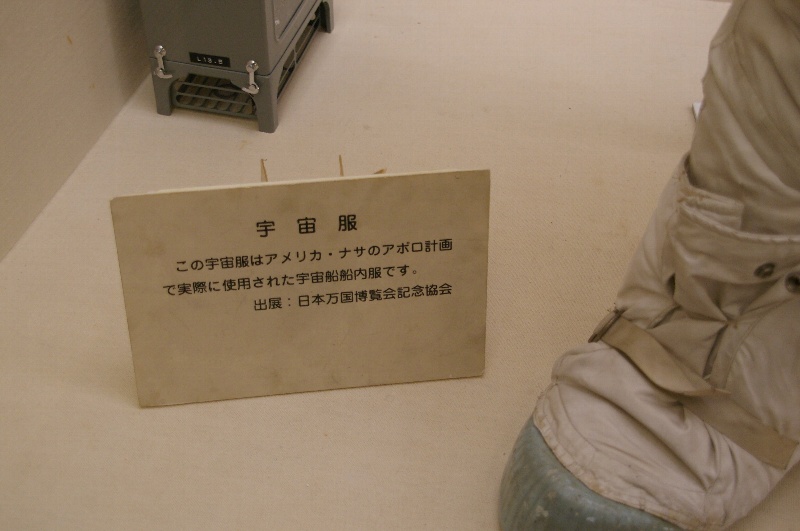 宇宙服
この宇宙服はアメリカ・ナサのアポロ計画
で実際に使用された宇宙船船内服です。
出展：日本万国博覧会記念協会